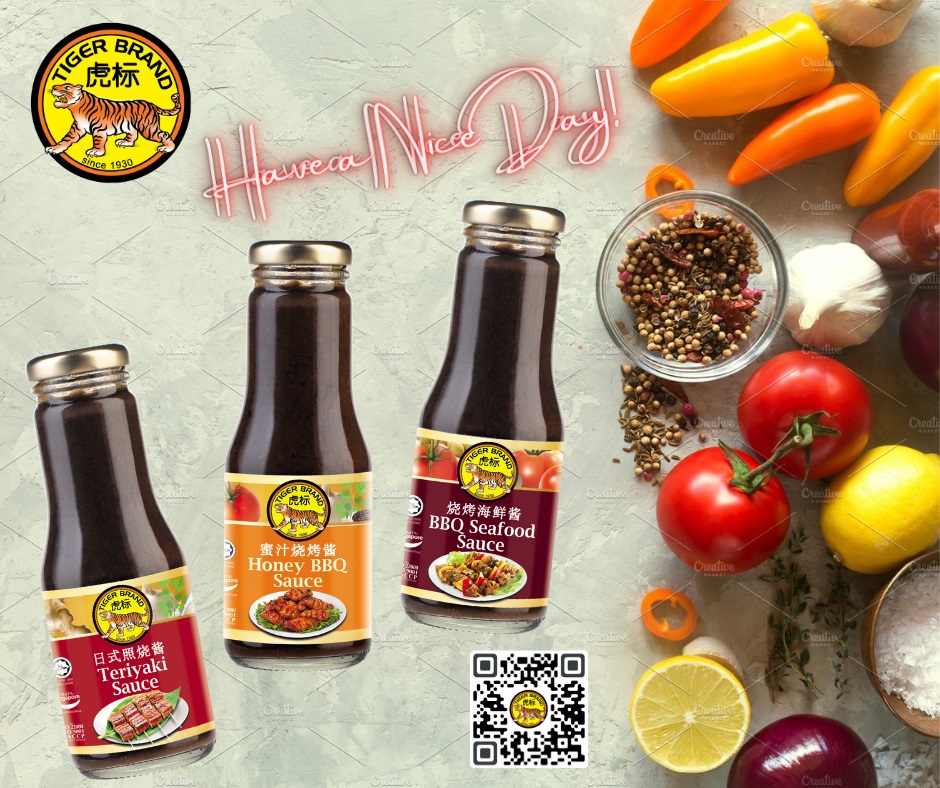 TIGER BRAND
虎标
since 1930
Have a Nice Day!
TIGER BRAND
虎标
烧烤海鲜酱
BBQ Seafood
Sauce
TIGER BRAND
虎标
蜜汁烧烤酱
Honey BBQ
Sauce
TIGER BRAND
虎标
日式照烧酱
Teriyaki
Sauce
TIGER BRAND
虎标
Creative
MARKET